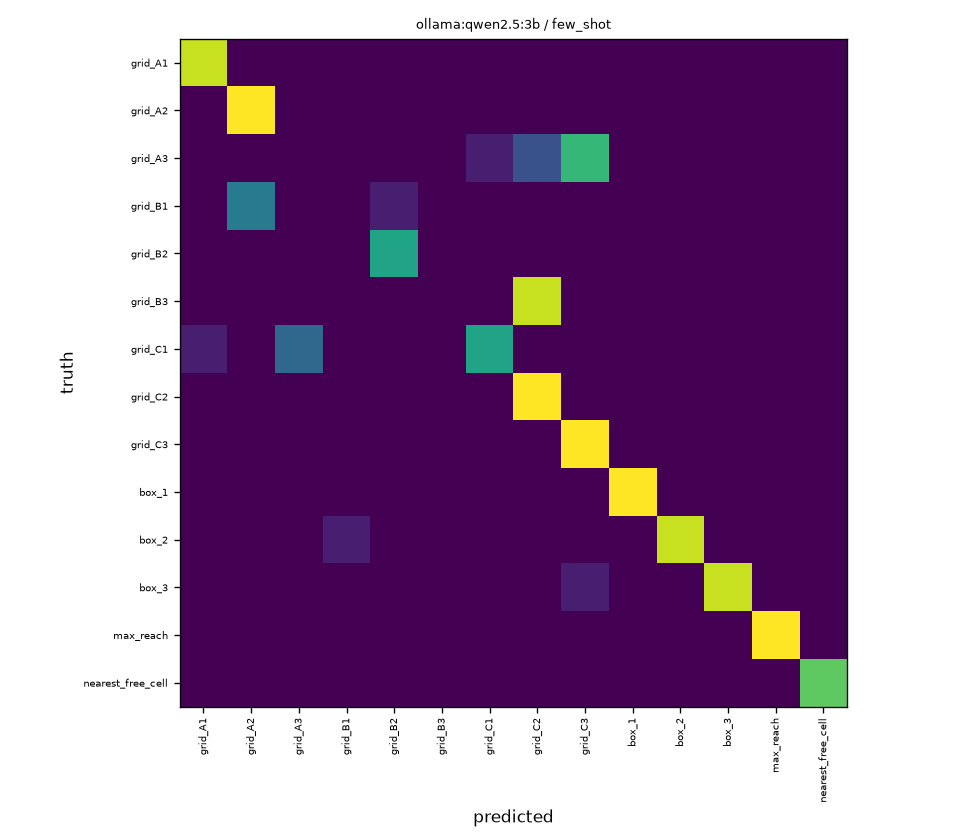 ollama:qwen2.5:3b / few_shot
grid_A1
grid_A2
grid_A3
grid_B1
grid_B2
grid_B3
grid_C1
grid_C2
grid_C3
box_1
box_2
box_3
max_reach
nearest_free_cell
truth
grid_A1
grid_A2
grid_A3
grid_B1
grid_B2
grid_B3
grid_C1
grid_C2
grid_C3
box_1
box_2
box_3
max_reach
nearest_free_cell
predicted